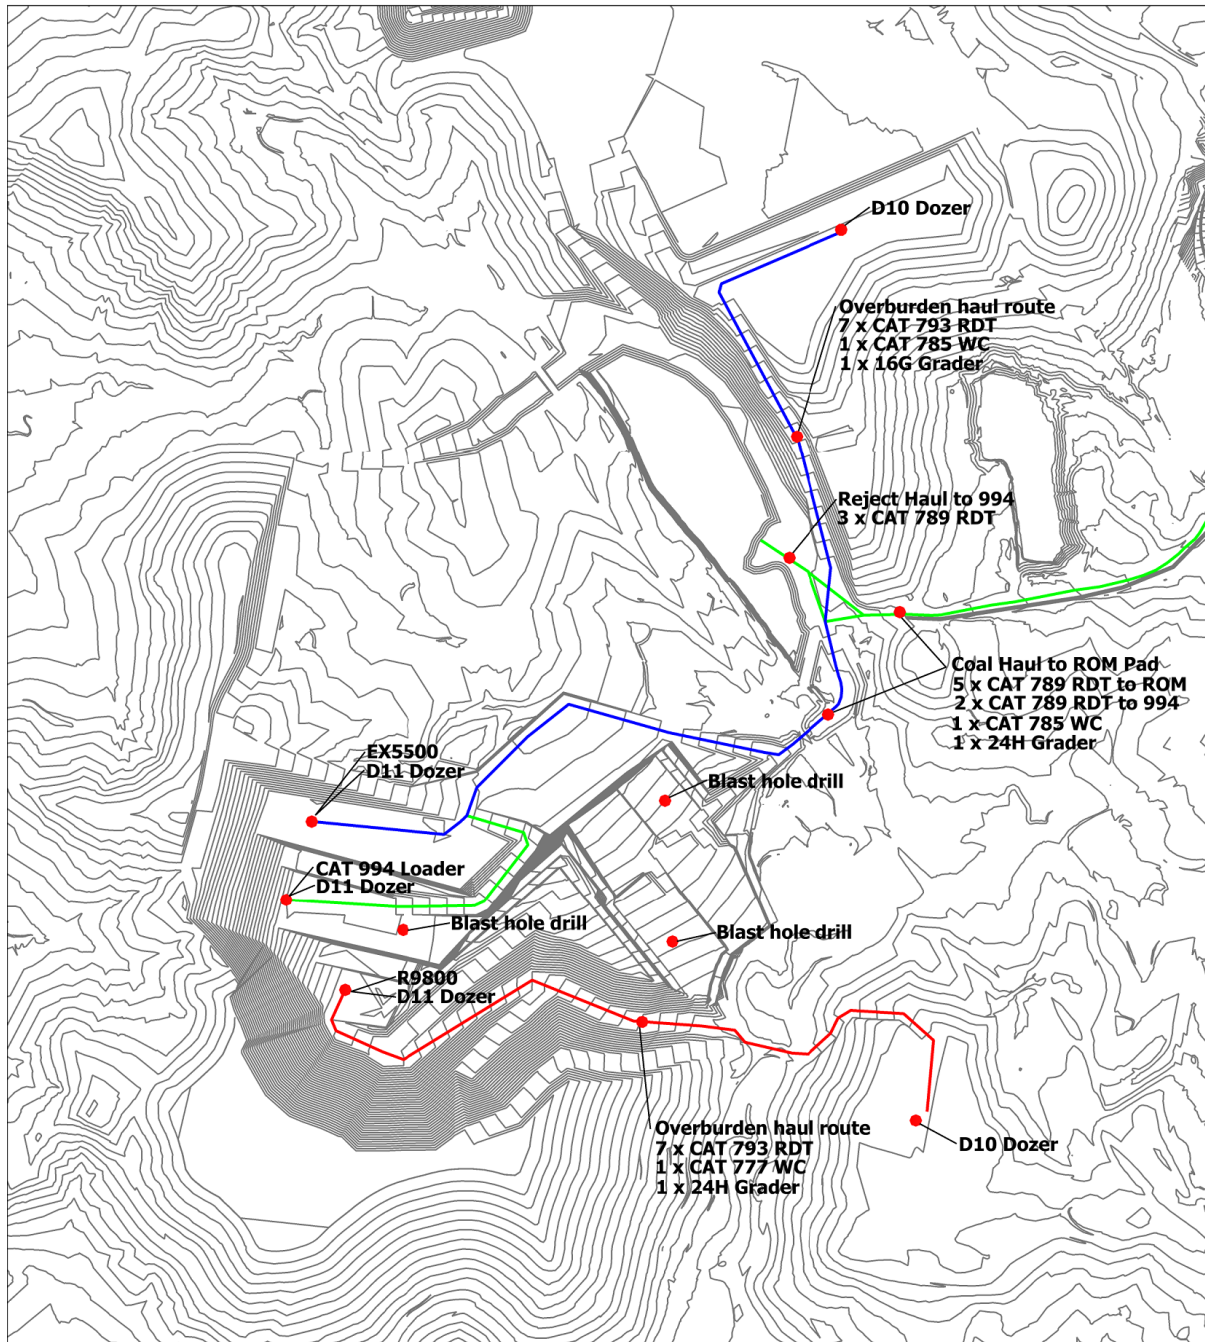 D10 Dozer
Overburden haul route
7 x CAT 793 RDT
1 x CAT 785 WC
1 x 16G Grader
Reject Haul to 994
3 x CAT 789 RDT
Coal Haul to ROM Pad
5 x CAT 789 RDT to ROM
2 x CAT 789 RDT to 994
1 x CAT 785 WC
1 x 24H Grader
EX5500
D11 Dozer
Blast hole drill
CAT 994 Loader
D11 Dozer
Blast hole drill
Blast hole drill
R9800
D11 Dozer
Overburden haul route
7 x CAT 793 RDT
1 x CAT 777 WC
1 x 24H Grader
D10 Dozer